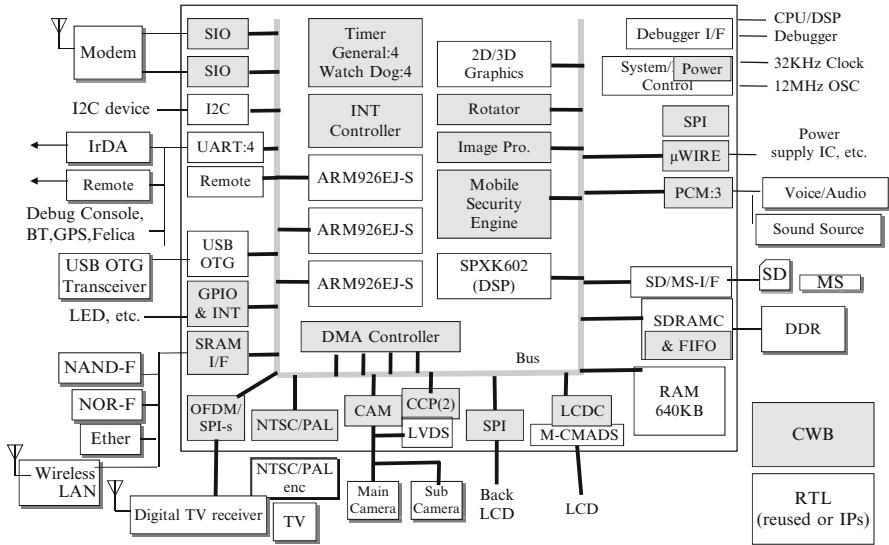 Modem
SIO
SIO
I2C device
I2C
IrDA
UART:4
Remote
Remote
Debug Console,
BT,GPS,Felica
USB OTG
Transceiver
USB
OTG
LED, etc.
GPIO
& INT
SRAM
I/F
NAND-F
NOR-F
Ether
Wireless
LAN
Timer
General:4
Watch Dog:4
INT
Controller
ARM926EJ-S
ARM926EJ-S
ARM926EJ-S
DMA Controller
Bus
2D/3D
Graphics
Rotator
Image Pro.
Mobile
Security
Engine
SPXK602
(DSP)
Debugger I/F
System/
Power
Control
SPI
µWIRE
PCM:3
SD/MS-I/F
SDRAMC
& FIFO
RAM
640KB
CPU/DSP
Debugger
32KHz Clock
12MHz OSC
Power
supply IC, etc.
Voice/Audio
Sound Source
SD
MS
DDR
OFDM/
SPI-s
NTSC/PAL
CAM
CCP(2)
LVDS
SPI
LCDC
M-CMADS
NTSC/PAL
enc
Digital TV receiver
TV
Main
Camera
Sub
Camera
Back
LCD
LCD
CWB
RTL
(reused or IPs)